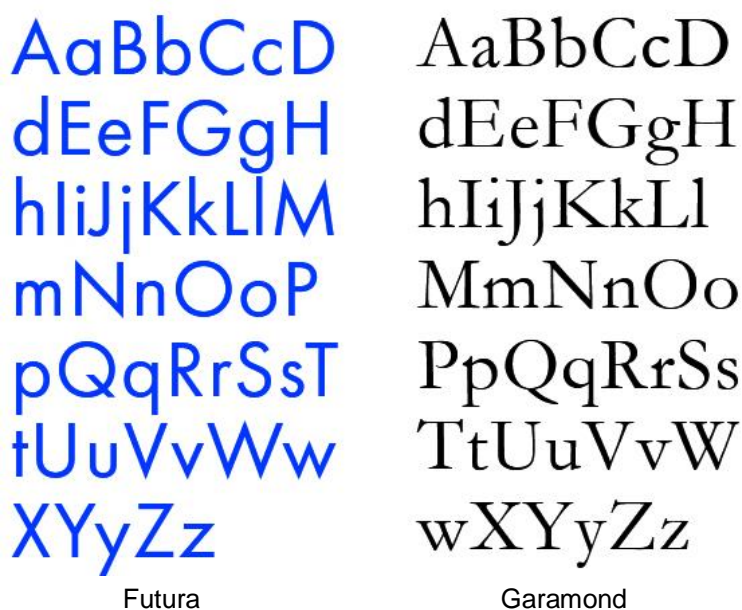 AaBbCcD
dEeFGgH
hIiJjKkLlM
mNnOoP
pQqRrSsT
tUuVvWw
XYyZz
Futura
AaBbCcD
dEeFGgH
hIiJjKkLl
MmNnOo
PpQqRrSs
TtUuVvW
wXYyZz
Garamond